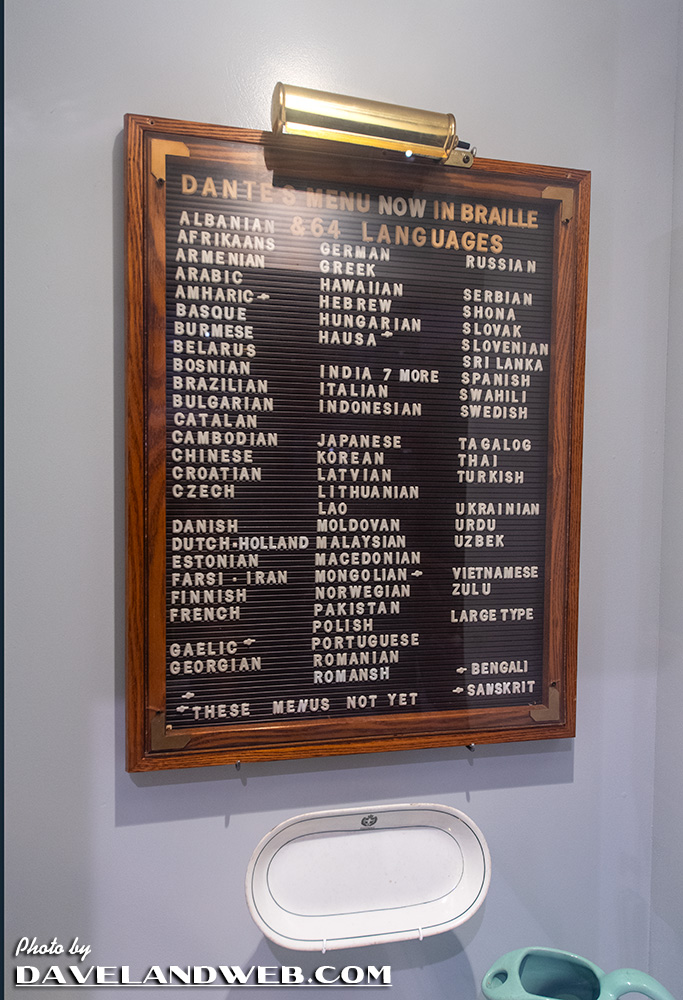 DANTE'S MENU NOW IN BRAILLE
& 64 LANGUAGES
ALBANIAN
AFRIKAANS
ARMENIAN
ARABIC
AMHARIC
BASQUE
BURMESE
BELARUS
BOSNIAN
BRAZILIAN
BULGARIAN
CATALAN
CAMBODIAN
CHINESE
CROATIAN
CZECH
DANISH
DUTCH-HOLLAND
ESTONIAN
FARSI - IRAN
FINNISH
FRENCH
GAELIC
GEORGIAN
GERMAN
GREEK
HAWAIIAN
HEBREW
HUNGARIAN
HAUSA
INDIA 7 MORE
ITALIAN
INDONESIAN
JAPANESE
KOREAN
LATVIAN
LITHUANIAN
LAO
MOLDOVAN
MALAYSIAN
MACEDONIAN
MONGOLIAN
NORWEGIAN
PAKISTAN
POLISH
PORTUGUESE
ROMANIAN
ROMANSH
RUSSIAN
SERBIAN
SHONA
SLOVAK
SLOVENIAN
SRI LANKA
SPANISH
SWAHILI
SWEDISH
TAGALOG
THAI
TURKISH
UKRAINIAN
URDU
UZBEK
VIETNAMESE
ZULU
LARGE TYPE
BENGALI
SANSKRIT
THESE MENUS NOT YET
Photo by
DAVELANDWEB.COM